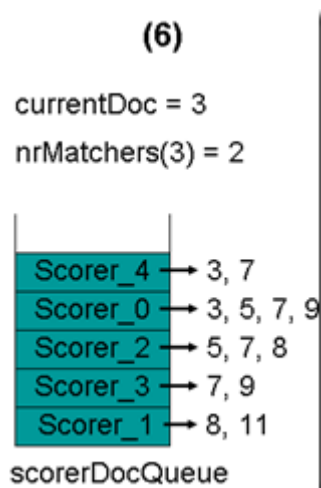 (6)
currentDoc = 3
nrMatchers(3) = 2
Scorer_4 → 3, 7
Scorer_0 → 3, 5, 7, 9
Scorer_2 → 5, 7, 8
Scorer_3 → 7, 9
Scorer_1 → 8, 11
scorerDocQueue